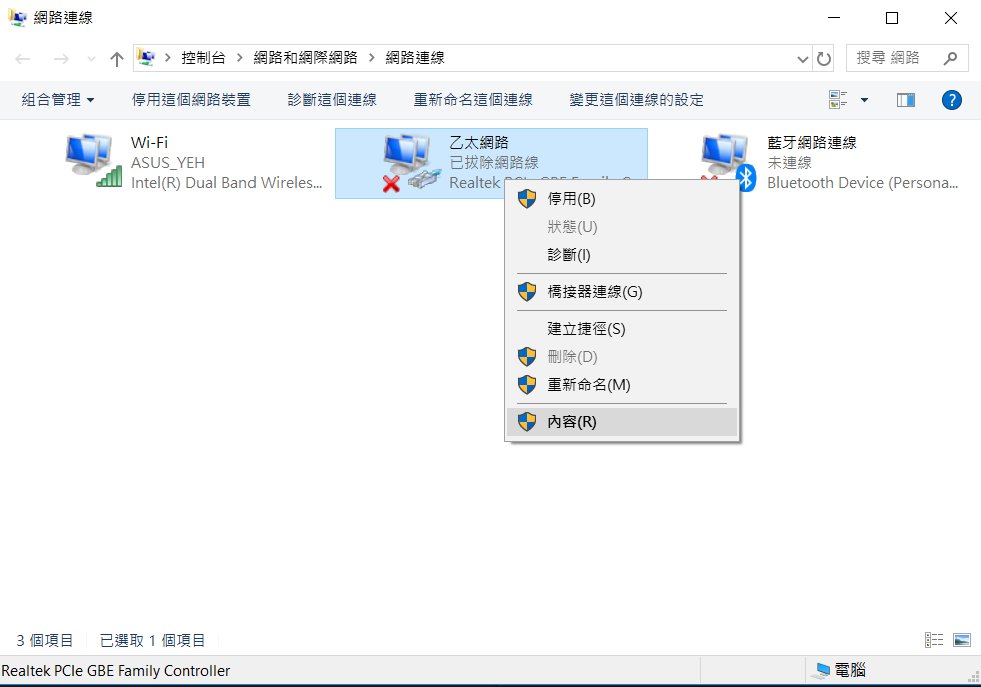 網路連線
控制台 網路和網際網路 網路連線
搜尋 網路
組合管理 停用這個網路裝置 診斷這個連線 重新命名這個連線 變更這個連線的設定
?
Wi-Fi
ASUS_YEH
Intel(R) Dual Band Wireles...
乙太網路
已拔除網路線
Realtek PCIe GBE Family C...
藍牙網路連線
未連線
Bluetooth Device (Persona...
停用(B)
狀態(U)
診斷(I)
橋接器連線(G)
建立捷徑(S)
刪除(D)
重新命名(M)
內容(R)
3 個項目 已選取 1 個項目
Realtek PCIe GBE Family Controller
電腦